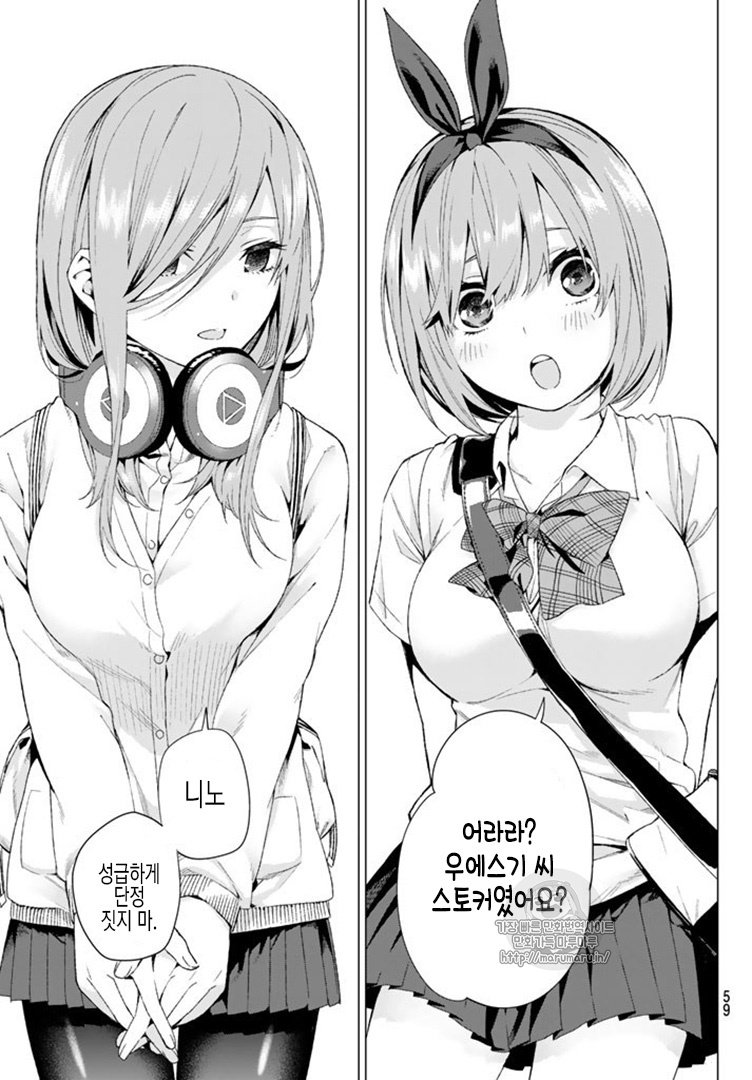 어라라?
우에스기 씨
스토커였어요?
가장 빠른 만화번역사이트
만화가득 마루마루
http://marumaru.in/
니노
성급하게
단정
짓지 마.
59